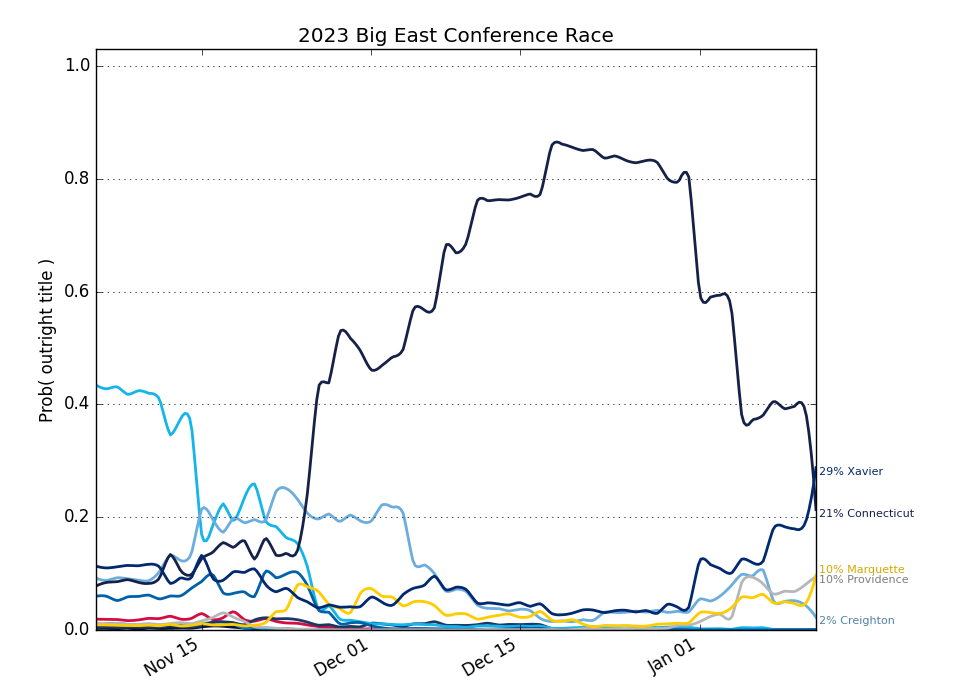 2023 Big East Conference Race
Prob( outright title )
1.0
0.8
0.6
0.4
0.2
0.0
29% Xavier
21% Connecticut
10% Marquette
10% Providence
2% Creighton
Nov 15
Dec 01
Dec 15
Jan 01